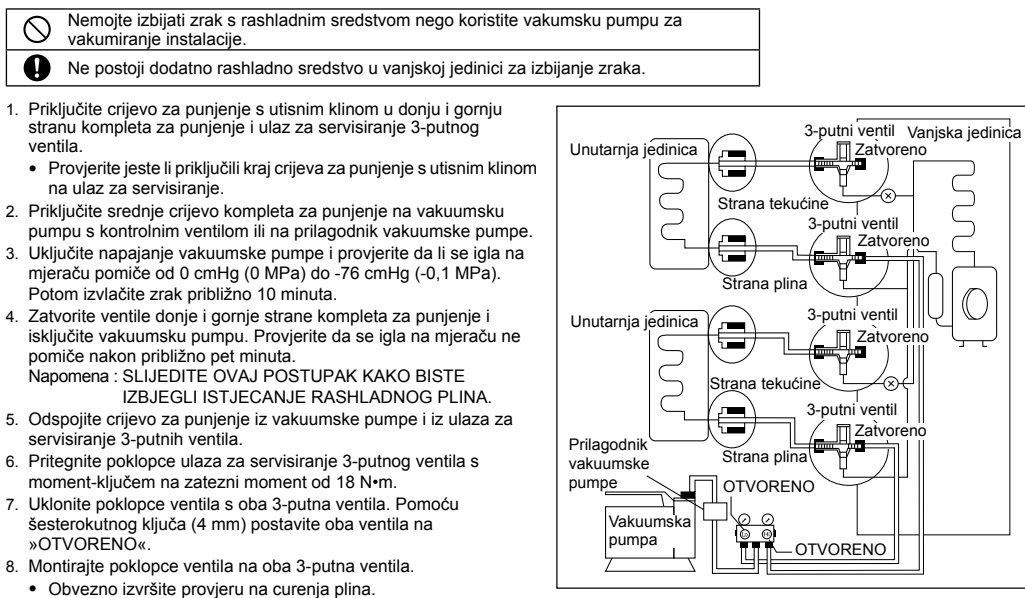 Nemojte izbijati zrak s rashladnim sredstvom nego koristite vakumsku pumpu za
vakumiranje instalacije.
Ne postoji dodatno rashladno sredstvo u vanjskoj jedinici za izbijanje zraka.
1. Priključite crijevo za punjenje s utisnim klinom u donju i gornju
stranu kompleta za punjenje i ulaz za servisiranje 3-putnog
ventila.
• Provjerite jeste li priključili kraj crijeva za punjenje s utisnim klinom
na ulaz za servisiranje.
2. Priključite srednje crijevo kompleta za punjenje na vakuumsku
pumpu s kontrolnim ventilom ili na prilagodnik vakuumske pumpe.
3. Uključite napajanje vakuumske pumpe i provjerite da li se igla na
mjeraču pomiče od 0 cmHg (0 MPa) do -76 cmHg (-0,1 MPa).
Potom izvlačite zrak približno 10 minuta.
4. Zatvorite ventile donje i gornje strane kompleta za punjenje i
isključite vakuumsku pumpu. Provjerite da se igla na mjeraču ne
pomiče nakon približno pet minuta.
Napomena : SLIJEDITE OVAJ POSTUPAK KAKO BISTE
IZBJEGLI ISTJECANJE RASHLADNOG PLINA.
5. Odspojite crijevo za punjenje iz vakuumske pumpe i iz ulaza za
servisiranje 3-putnih ventila.
6. Pritegnite poklopce ulaza za servisiranje 3-putnog ventila s
moment-ključem na zatezni moment od 18 N•m.
7. Uklonite poklopce ventila s oba 3-putna ventila. Pomoću
šesterokutnog ključa (4 mm) postavite oba ventila na
»OTVORENO«.
8. Montirajte poklopce ventila na oba 3-putna ventila.
• Obvezno izvršite provjeru na curenja plina.
3-putni ventil
Vanjska jedinica
Unutarnja jedinica
Zatvoreno
Strana tekućine
3-putni ventil
Zatvoreno
Strana plina
3-putni ventil
Unutarnja jedinica
Zatvoreno
Strana tekućine
3-putni ventil
Zatvoreno
Strana plina
Prilagodnik
vakuumske
pumpe
OTVORENO
Vakuumska
pumpa
Lo
Hi
OTVORENO